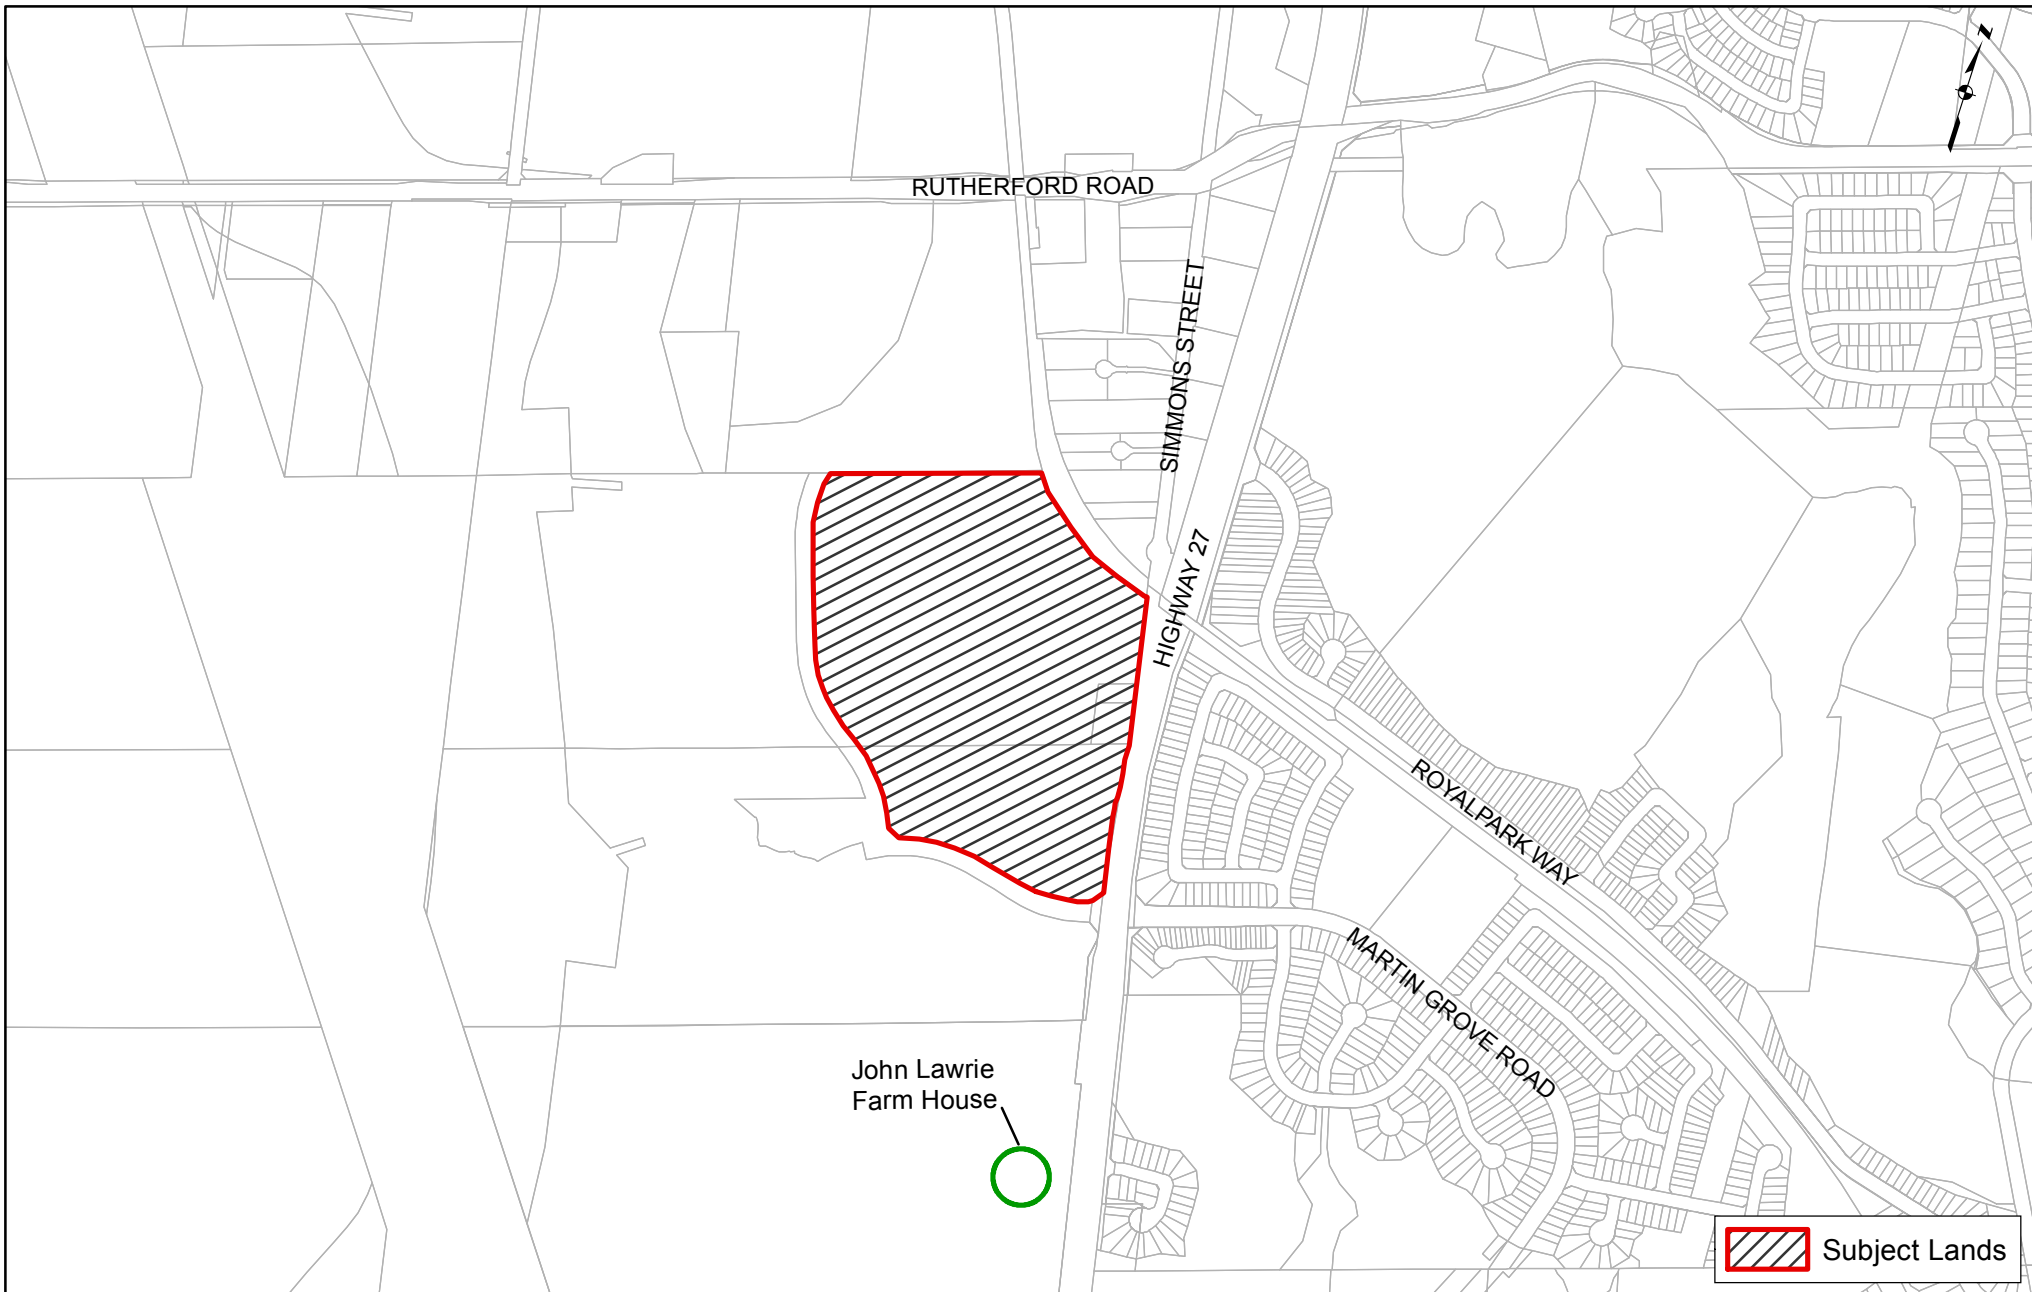 N
RUTHERFORD ROAD
SIMMONS STREET
HIGHWAY 27
ROYALPARK WAY
MARTIN GROVE ROAD
John Lawrie
Farm House
Subject Lands